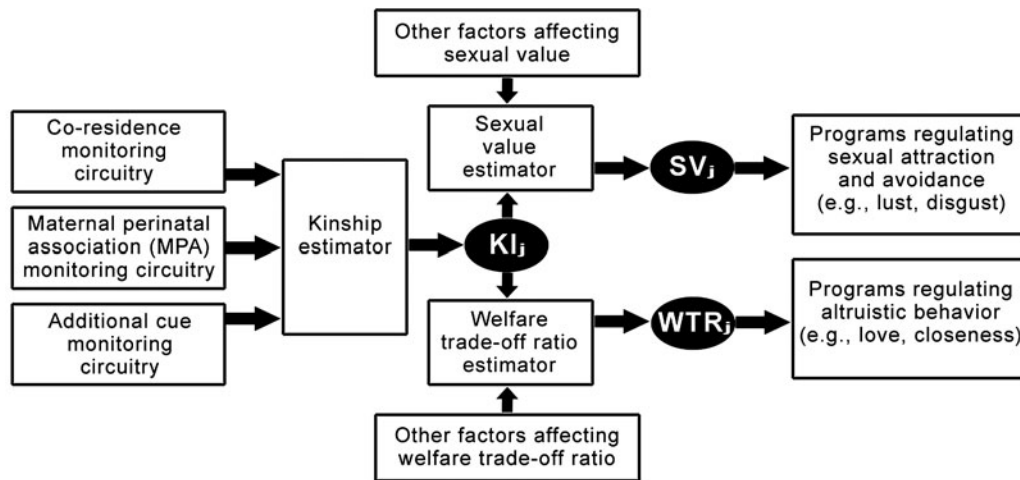 Other factors affecting
sexual value
Co-residence
monitoring
circuitry
Maternal perinatal
association (MPA)
monitoring circuitry
Additional cue
monitoring
circuitry
Kinship
estimator
Sexual
value
estimator
KIj
Welfare
trade-off ratio
estimator
Other factors affecting
welfare trade-off ratio
SVj
WTRj
Programs regulating
sexual attraction
and avoidance
(e.g., lust, disgust)
Programs regulating
altruistic behavior
(e.g., love, closeness)